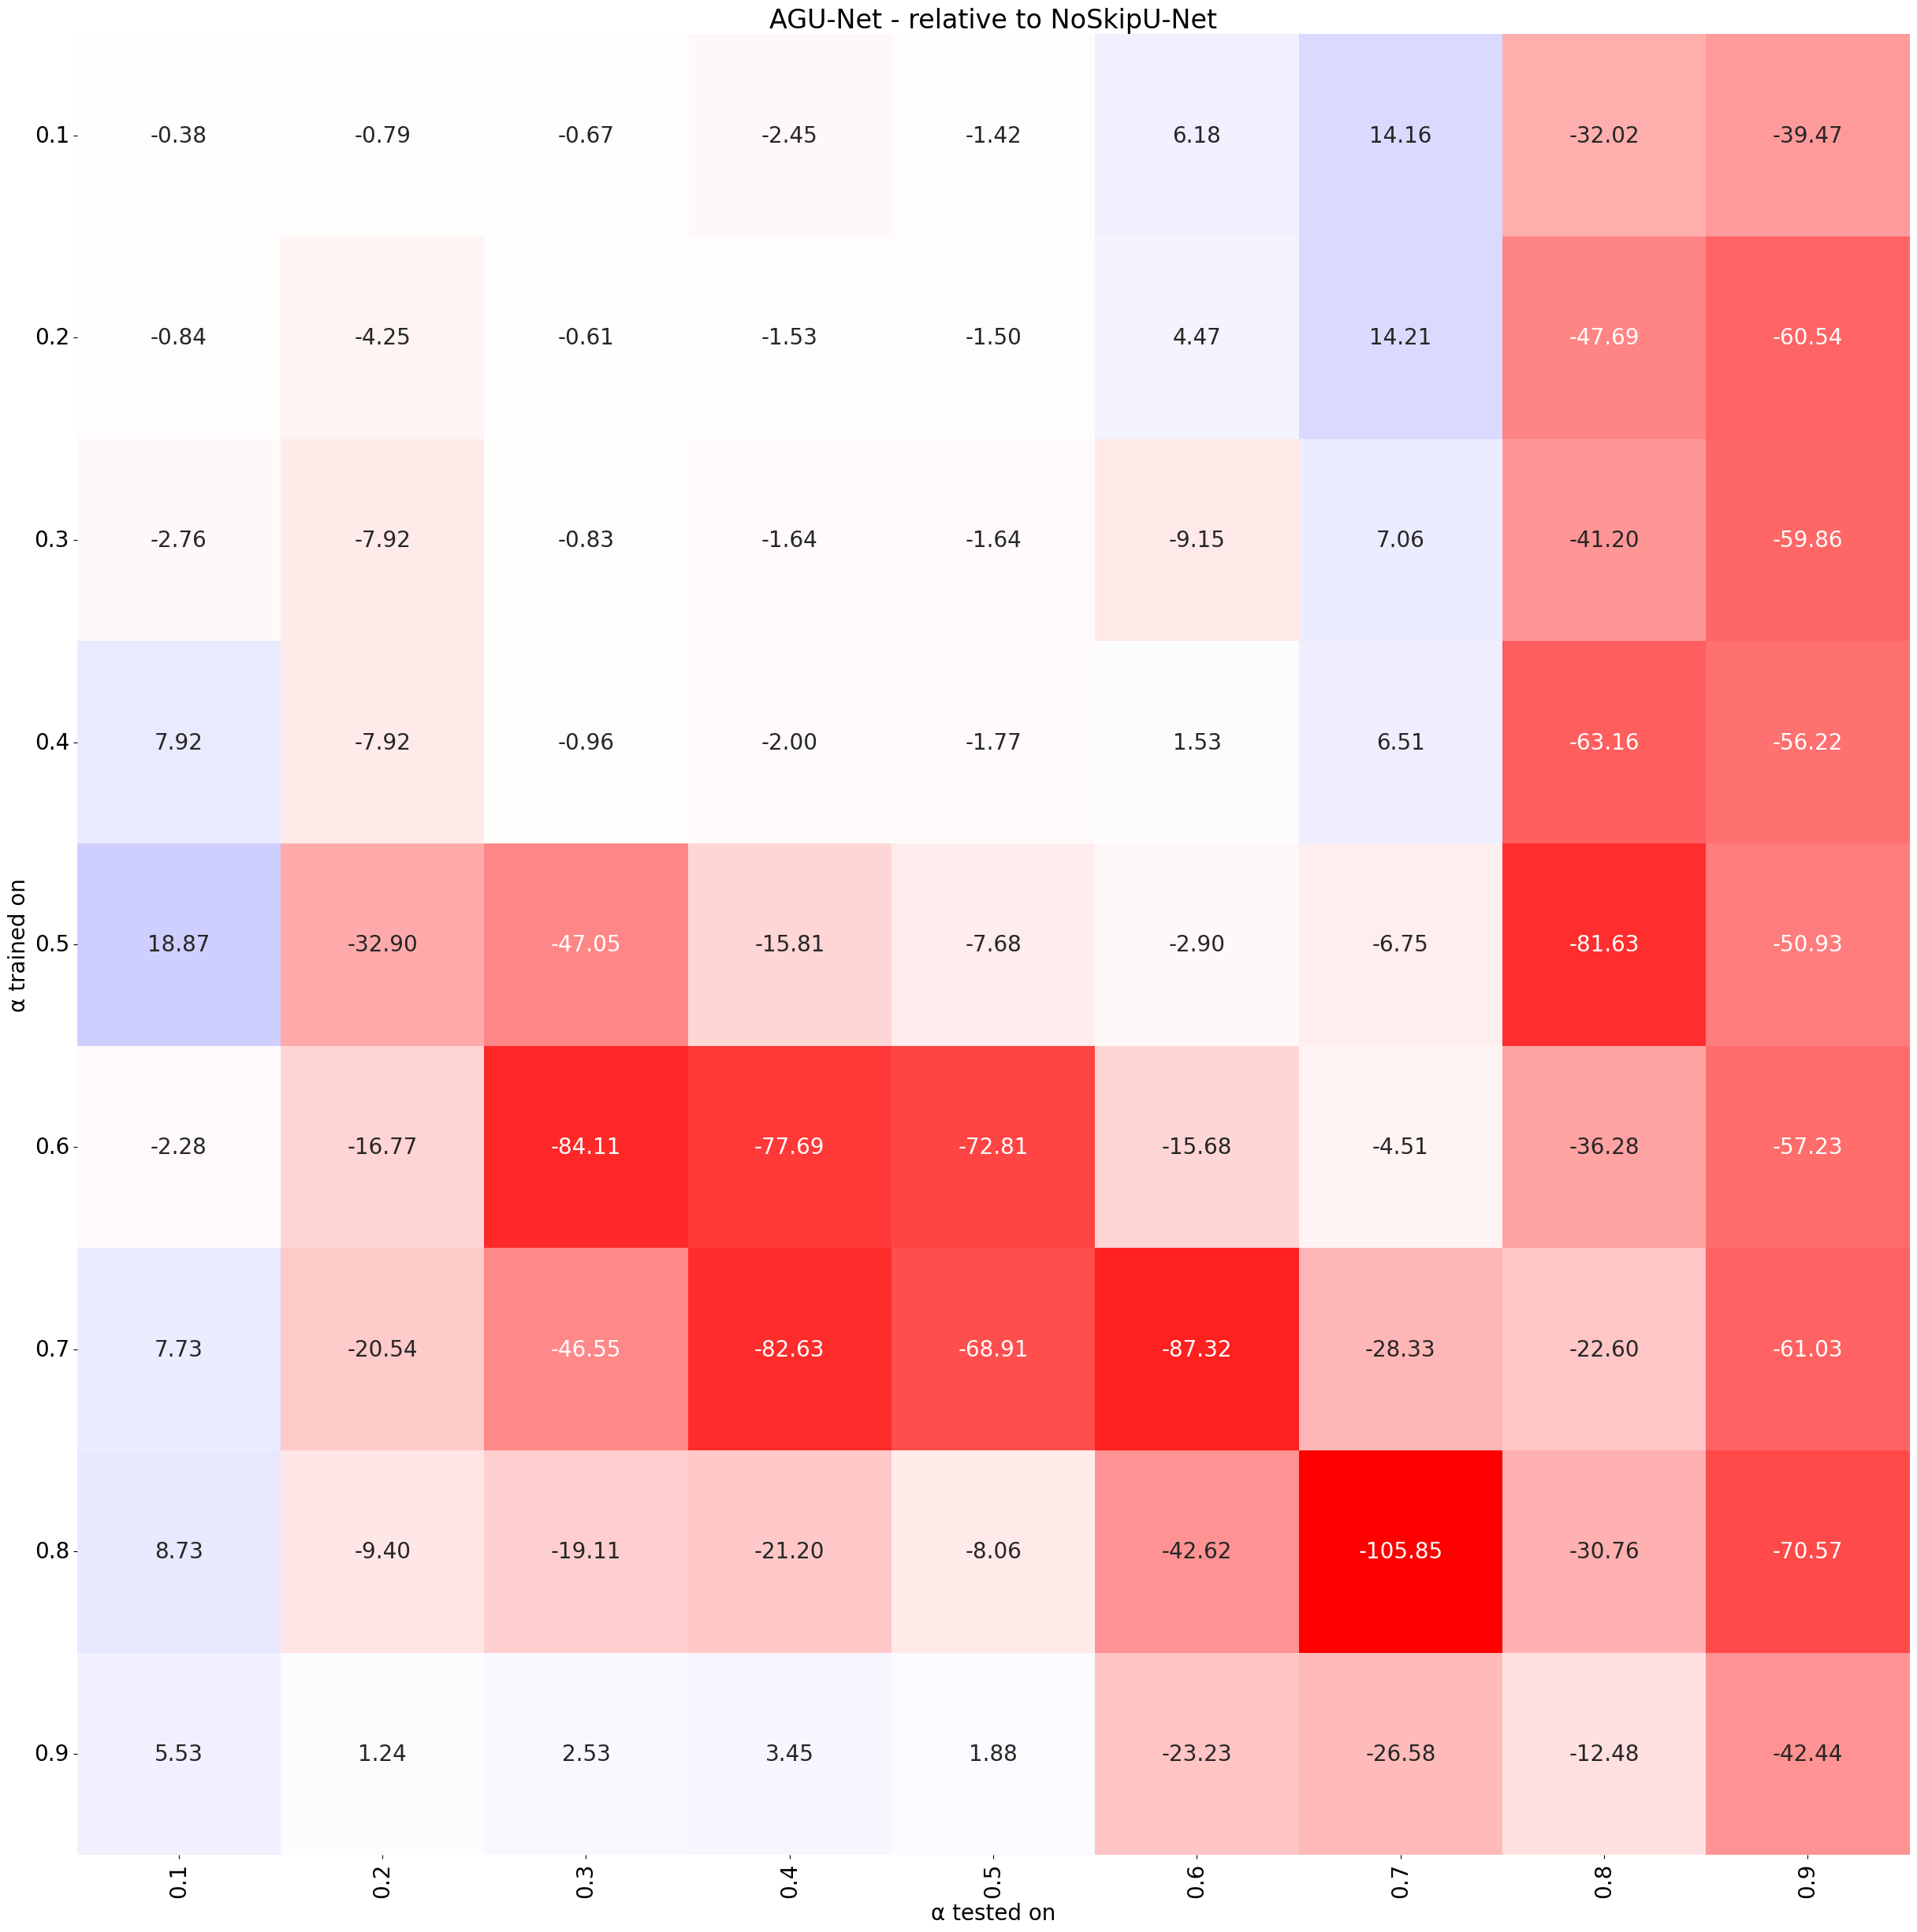 AGU-Net - relative to NoSkipU-Net
0.1 -0.38 -0.79 -0.67 -2.45 -1.42 6.18 14.16 -32.02 -39.47
0.2 -0.84 -4.25 -0.61 -1.53 -1.50 4.47 14.21 -47.69 -60.54
0.3 -2.76 -7.92 -0.83 -1.64 -1.64 -9.15 7.06 -41.20 -59.86
0.4 7.92 -7.92 -0.96 -2.00 -1.77 1.53 6.51 -63.16 -56.22
α trained on
0.5 18.87 -32.90 -47.05 -15.81 -7.68 -2.90 -6.75 -81.63 -50.93
0.6 -2.28 -16.77 -84.11 -77.69 -72.81 -15.68 -4.51 -36.28 -57.23
0.7 7.73 -20.54 -46.55 -82.63 -68.91 -87.32 -28.33 -22.60 -61.03
0.8 8.73 -9.40 -19.11 -21.20 -8.06 -42.62 -105.85 -30.76 -70.57
0.9 5.53 1.24 2.53 3.45 1.88 -23.23 -26.58 -12.48 -42.44
0.1 0.2 0.3 0.4 0.5 0.6 0.7 0.8 0.9
α tested on